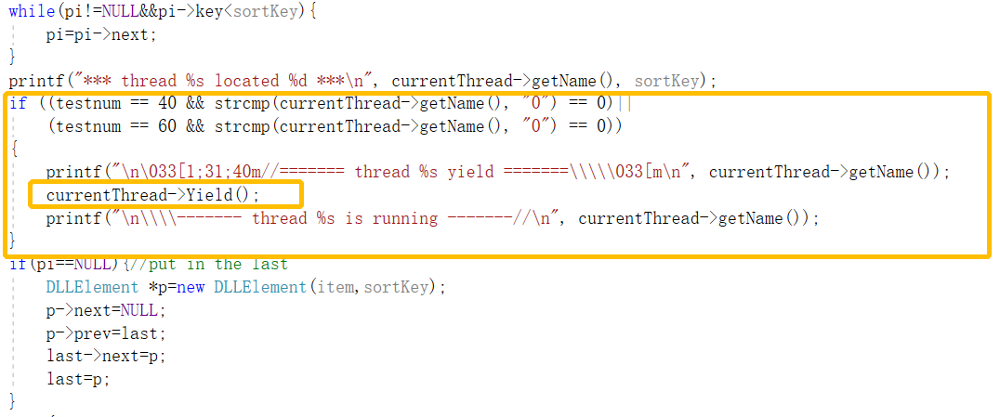 while(pi!=NULL&&pi->key<sortKey){
    pi=pi->next;
}
printf("*** thread %s located %d ***\n", currentThread->getName(), sortKey);
if ((testnum == 40 && strcmp(currentThread->getName(), "0") == 0)||
    (testnum == 60 && strcmp(currentThread->getName(), "0") == 0))
{
    printf("\n\033[1;31;40m//======= thread %s yield =======\\\\\033[m\n", currentThread->getName());
    currentThread->Yield();
    printf("\n\\\\------- thread %s is running -------//\n", currentThread->getName());
}
if(pi==NULL){//put in the last
    DLLElement *p=new DLLElement(item,sortKey);
    p->next=NULL;
    p->prev=last;
    last->next=p;
    last=p;
}